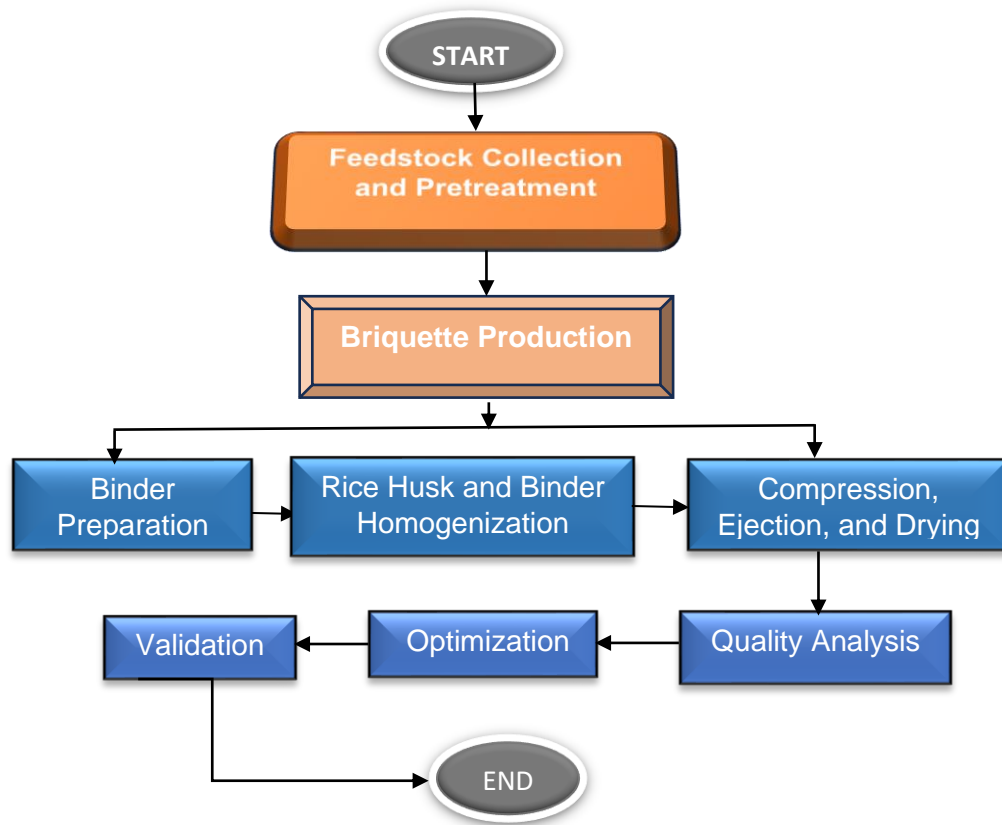 START
Feedstock Collection
and Pretreatment
Briquette Production
Binder
Preparation
Rice Husk and Binder
Homogenization
Compression,
Ejection, and Drying
Validation
Optimization
Quality Analysis
END